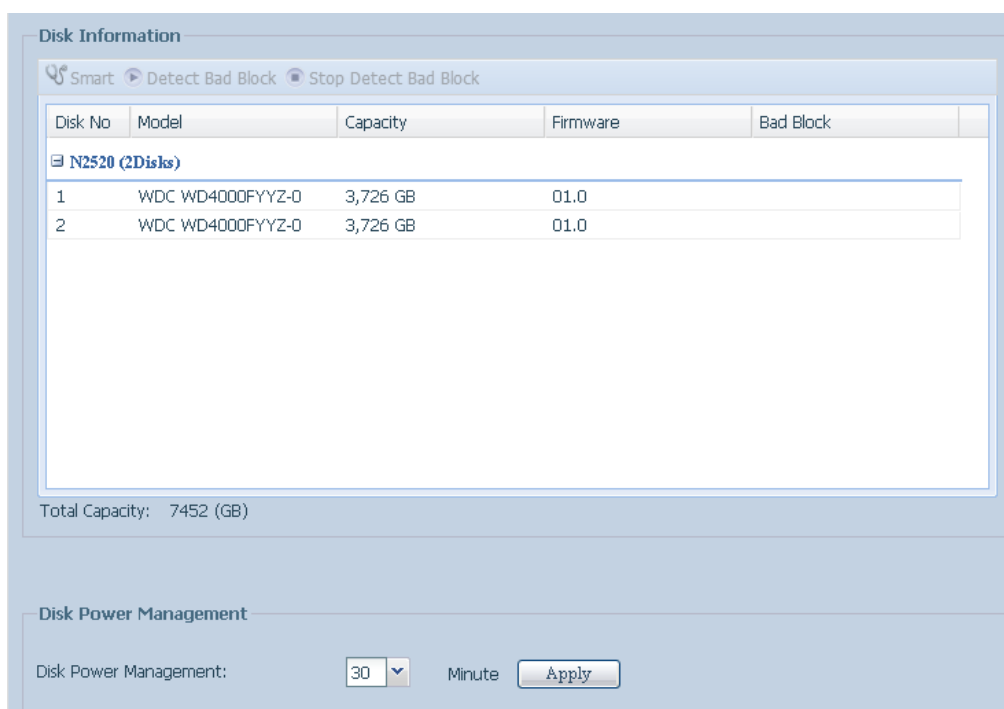 Disk Information
Smart Detect Bad Block Stop Detect Bad Block
Disk No Model Capacity Firmware Bad Block
N2520 (2Disks)
1 WDC WD4000FYYZ-0 3,726 GB 01.0
2 WDC WD4000FYYZ-0 3,726 GB 01.0
Total Capacity: 7452 (GB)
Disk Power Management
Disk Power Management: 30 Minute Apply